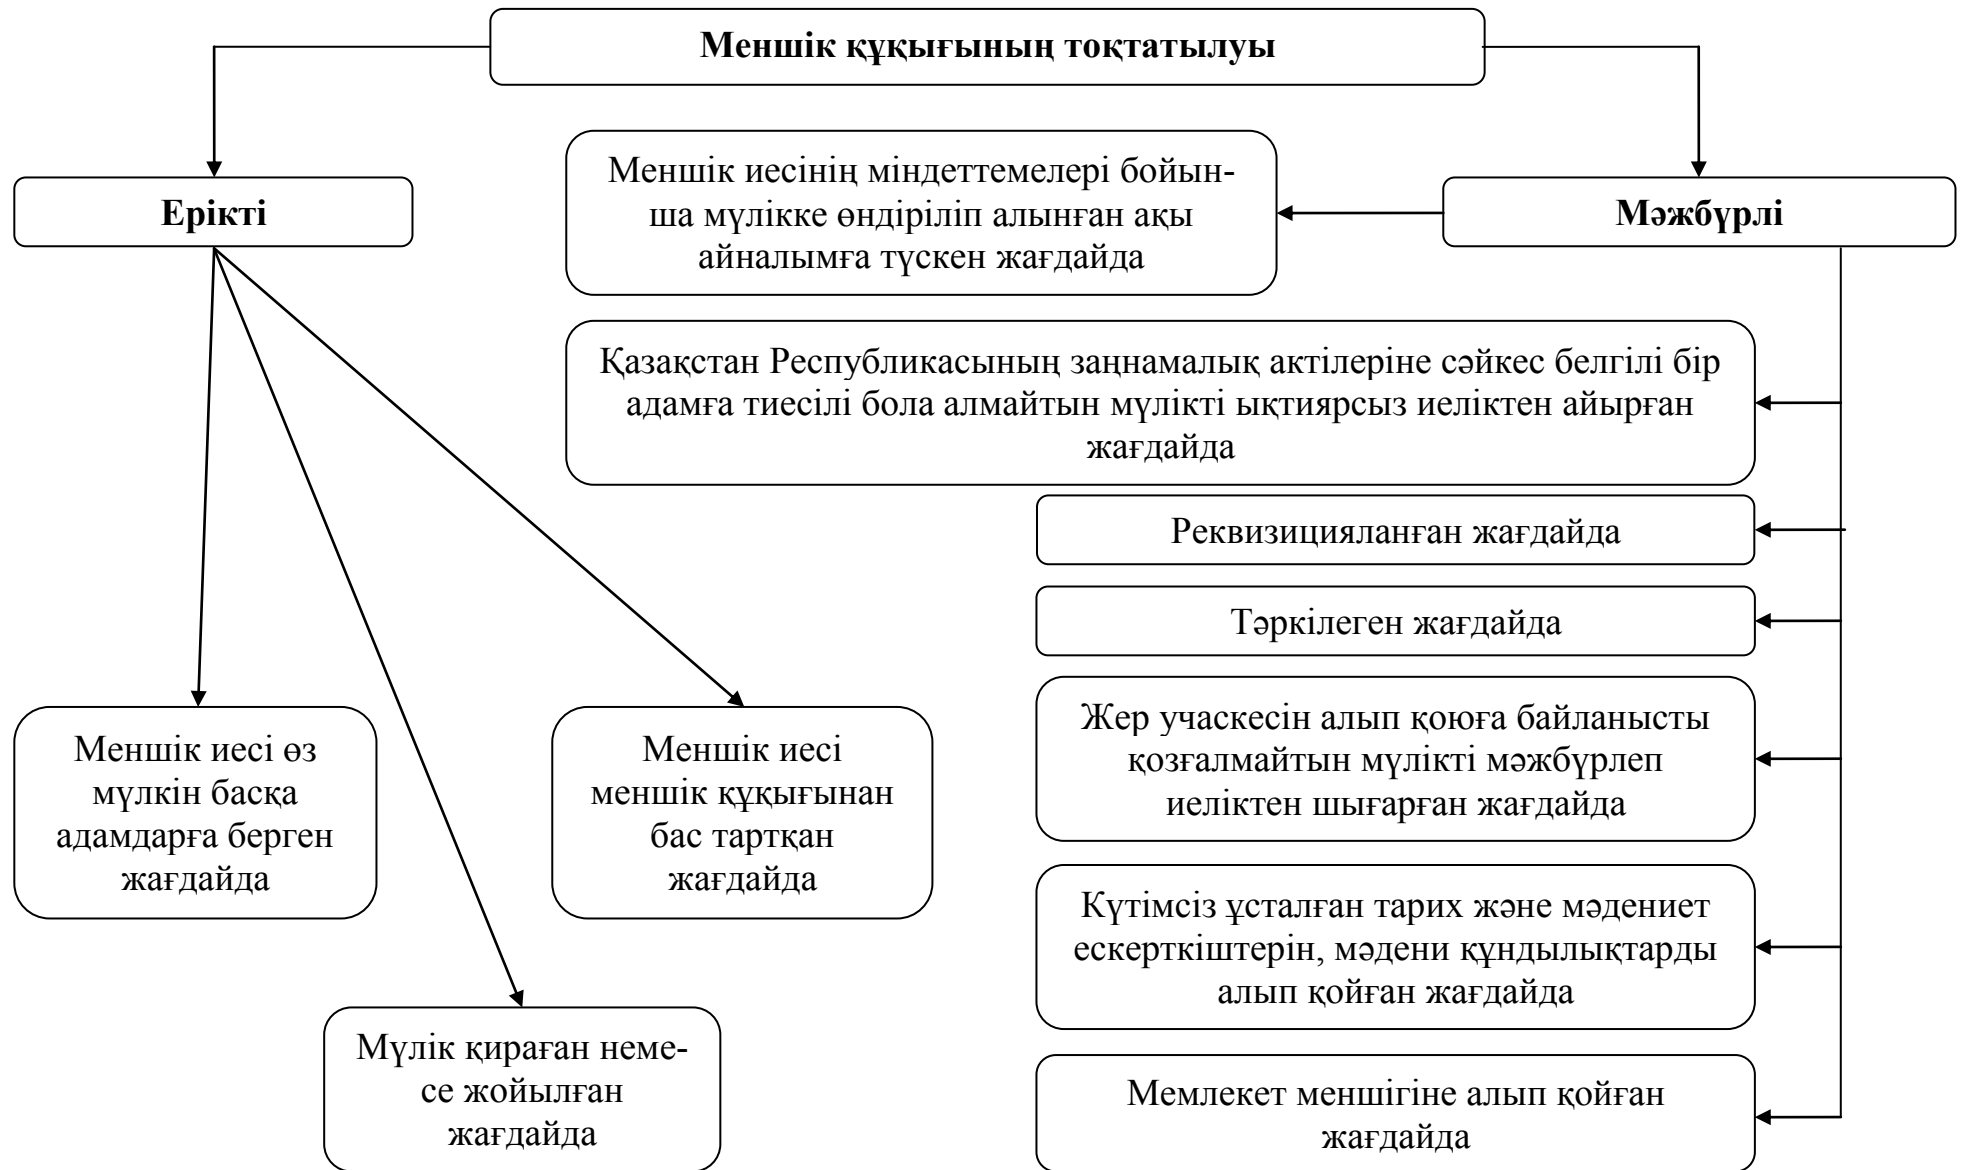 Меншік құқығының тоқтатылуы
Ерікті
Мәжбүрлі
Меншік иесінің міндеттемелері бойын-
ша мүлікке өндіріліп алынған ақы
айналымға түскен жағдайда
Қазақстан Республикасының заңнамалық актілеріне сәйкес белгілі бір
адамға тиесілі бола алмайтын мүлікті ықтиярсыз иеліктен айырған
жағдайда
Реквизицияланған жағдайда
Тәркілеген жағдайда
Жер учаскесін алып қоюға байланысты
қозғалмайтын мүлікті мәжбүрлеп
иеліктен шығарған жағдайда
Күтімсіз ұсталған тарих және мәдениет
ескерткіштерін, мәдени құндылықтарды
алып қойған жағдайда
Мемлекет меншігіне алып қойған
жағдайда
Меншік иесі өз
мүлкін басқа
адамдарға берген
жағдайда
Меншік иесі
меншік құқығынан
бас тартқан
жағдайда
Мүлік қираған неме-
се жойылған
жағдайда